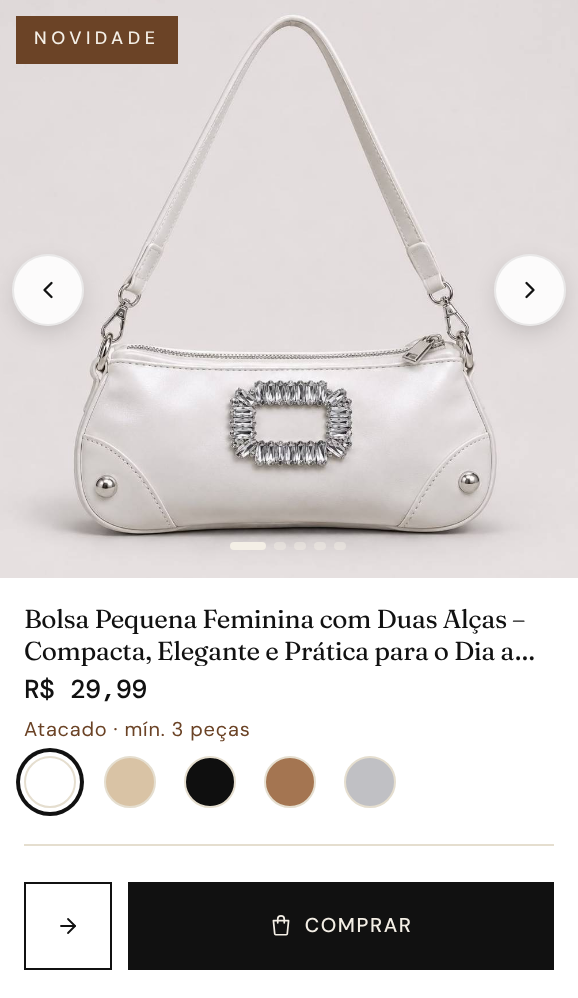 NOVIDADE
Bolsa Pequena Feminina com Duas Alças –
Compacta, Elegante e Prática para o Dia a...
R$ 29,99
Atacado · mín. 3 peças
COMPRAR